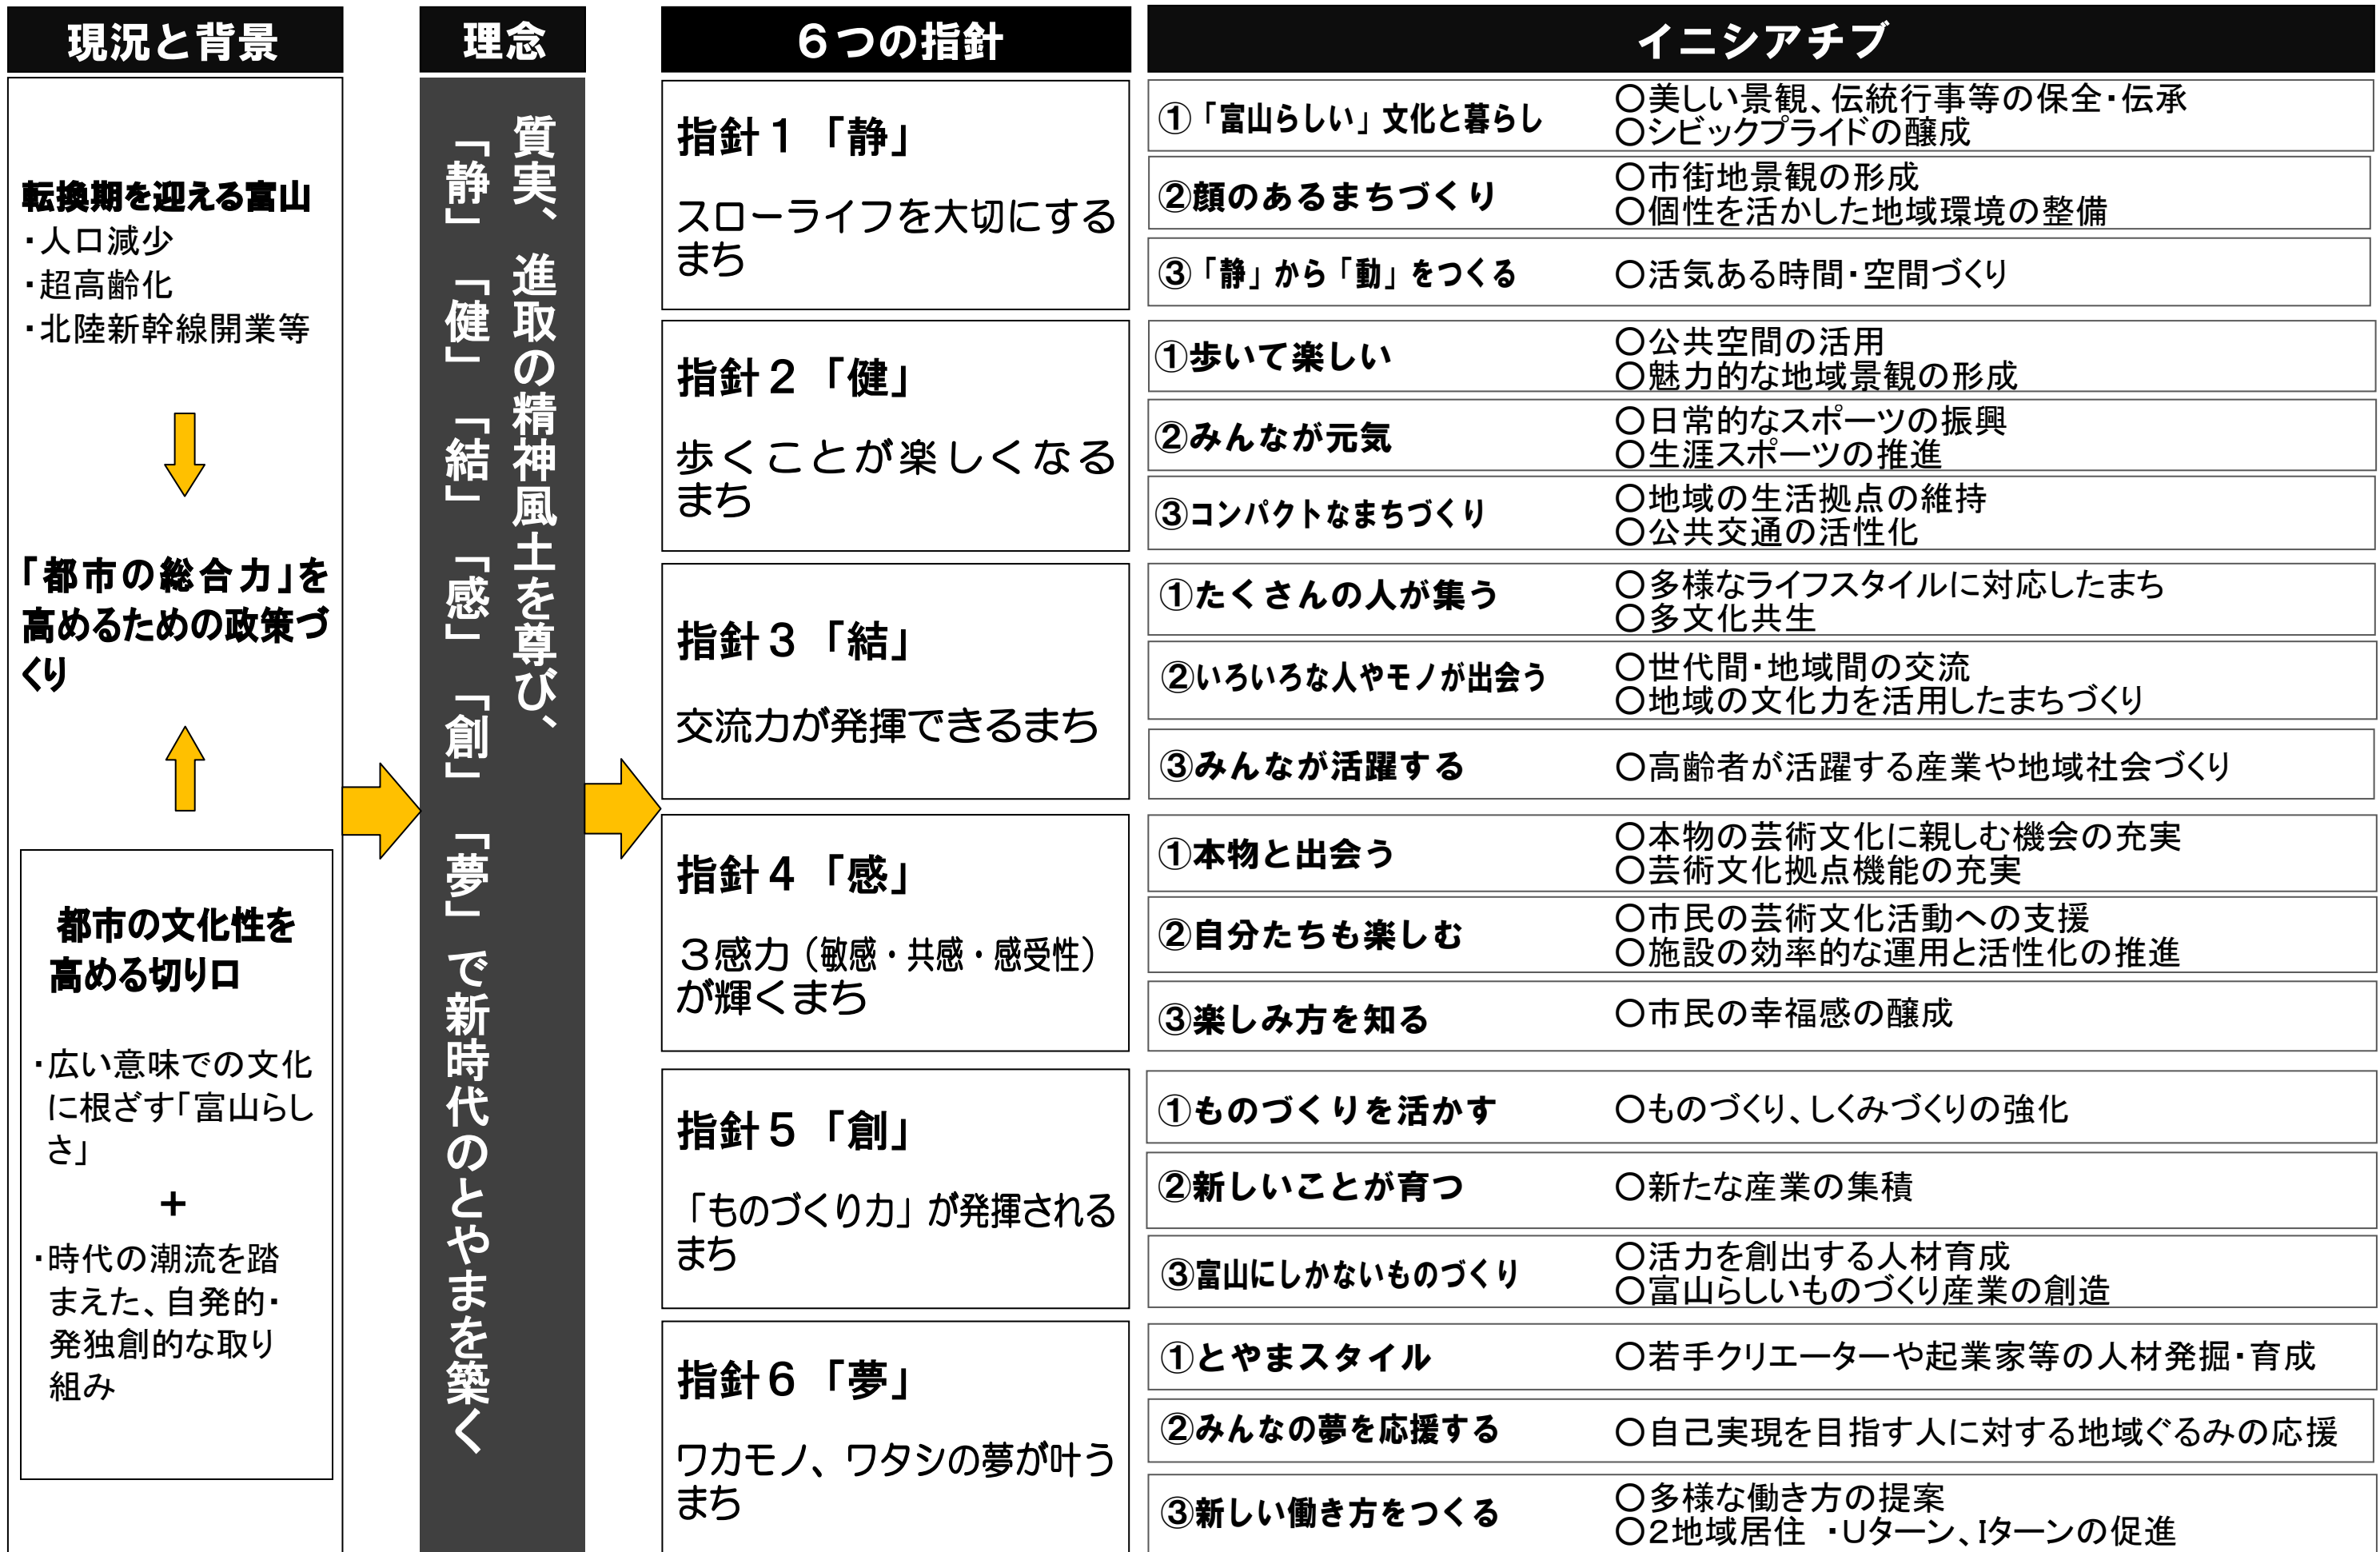 現況と背景
転換期を迎える富山
・人口減少
・超高齢化
・北陸新幹線開業等
「都市の総合力」を
高めるための政策づ
くり
都市の文化性を
高める切り口
・広い意味での文化
に根ざす「富山らし
さ」
+
・時代の潮流を踏
まえた、自発的・
発独創的な取り
組み
理念
質実、進取の精神風土を尊び、
「静」「健」「結」「感」「創」「夢」で新時代のとやまを築く
６つの指針
イニシアチブ
指針１「静」
スローライフを大切にする
まち
①「富山らしい」文化と暮らし
○美しい景観、伝統行事等の保全・伝承
○シビックプライドの醸成
②顔のあるまちづくり
○市街地景観の形成
○個性を活かした地域環境の整備
③「静」から「動」をつくる
○活気ある時間・空間づくり
指針２「健」
歩くことが楽しくなる
まち
①歩いて楽しい
○公共空間の活用
○魅力的な地域景観の形成
②みんなが元気
○日常的なスポーツの振興
○生涯スポーツの推進
③コンパクトなまちづくり
○地域の生活拠点の維持
○公共交通の活性化
指針３「結」
交流力が発揮できるまち
①たくさんの人が集う
○多様なライフスタイルに対応したまち
○多文化共生
②いろいろな人やモノが出会う
○世代間・地域間の交流
○地域の文化力を活用したまちづくり
③みんなが活躍する
○高齢者が活躍する産業や地域社会づくり
指針４「感」
３感力（敏感・共感・感受性）
が輝くまち
①本物と出会う
○本物の芸術文化に親しむ機会の充実
○芸術文化拠点機能の充実
②自分たちも楽しむ
○市民の芸術文化活動への支援
○施設の効率的な運用と活性化の推進
③楽しみ方を知る
○市民の幸福感の醸成
指針５「創」
「ものづくり力」が発揮される
まち
①ものづくりを活かす
○ものづくり、しくみづくりの強化
②新しいことが育つ
○新たな産業の集積
③富山にしかないものづくり
○活力を創出する人材育成
○富山らしいものづくり産業の創造
指針６「夢」
ワカモノ、ワタシの夢が叶う
まち
①とやまスタイル
○若手クリエーターや起業家等の人材発掘・育成
②みんなの夢を応援する
○自己実現を目指す人に対する地域ぐるみの応援
③新しい働き方をつくる
○多様な働き方の提案
○２地域居住 ・Ｕターン、Iターンの促進